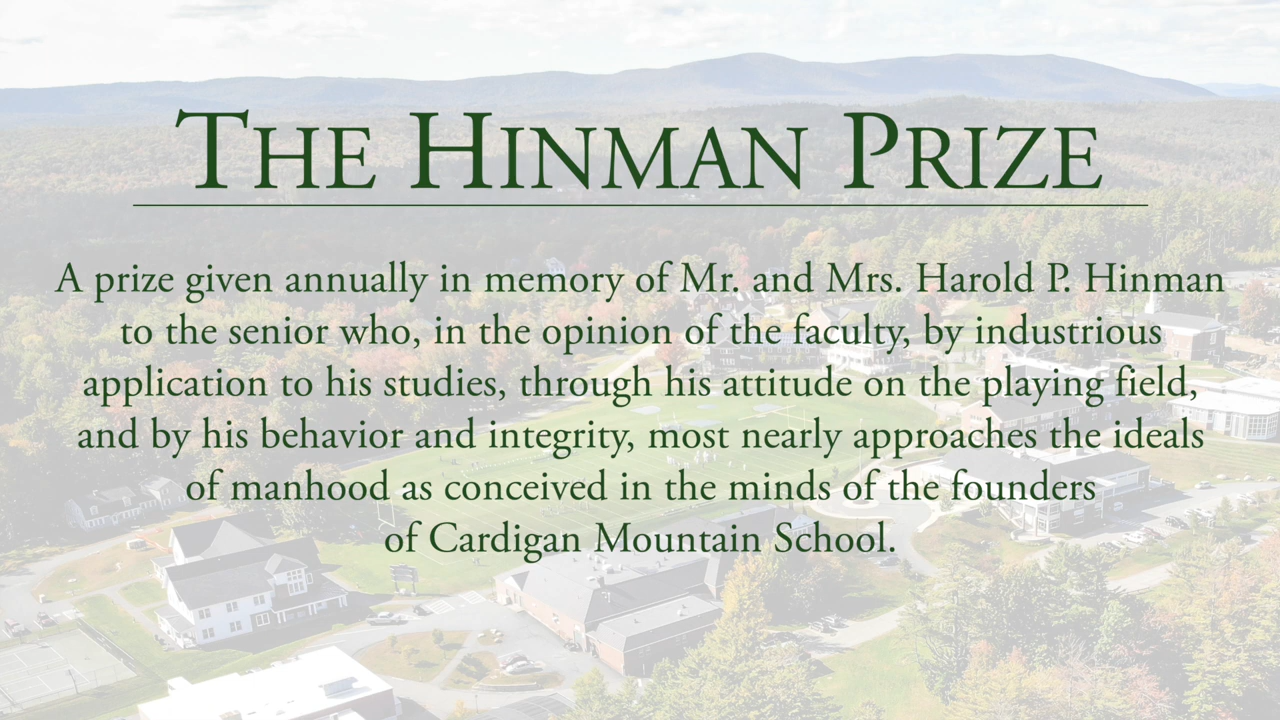 THE HINMAN PRIZE
A prize given annually in memory of Mr. and Mrs. Harold P. Hinman
to the senior who, in the opinion of the faculty, by industrious
application to his studies, through his attitude on the playing field,
and by his behavior and integrity, most nearly approaches the ideals
of manhood as conceived in the minds of the founders
of Cardigan Mountain School.